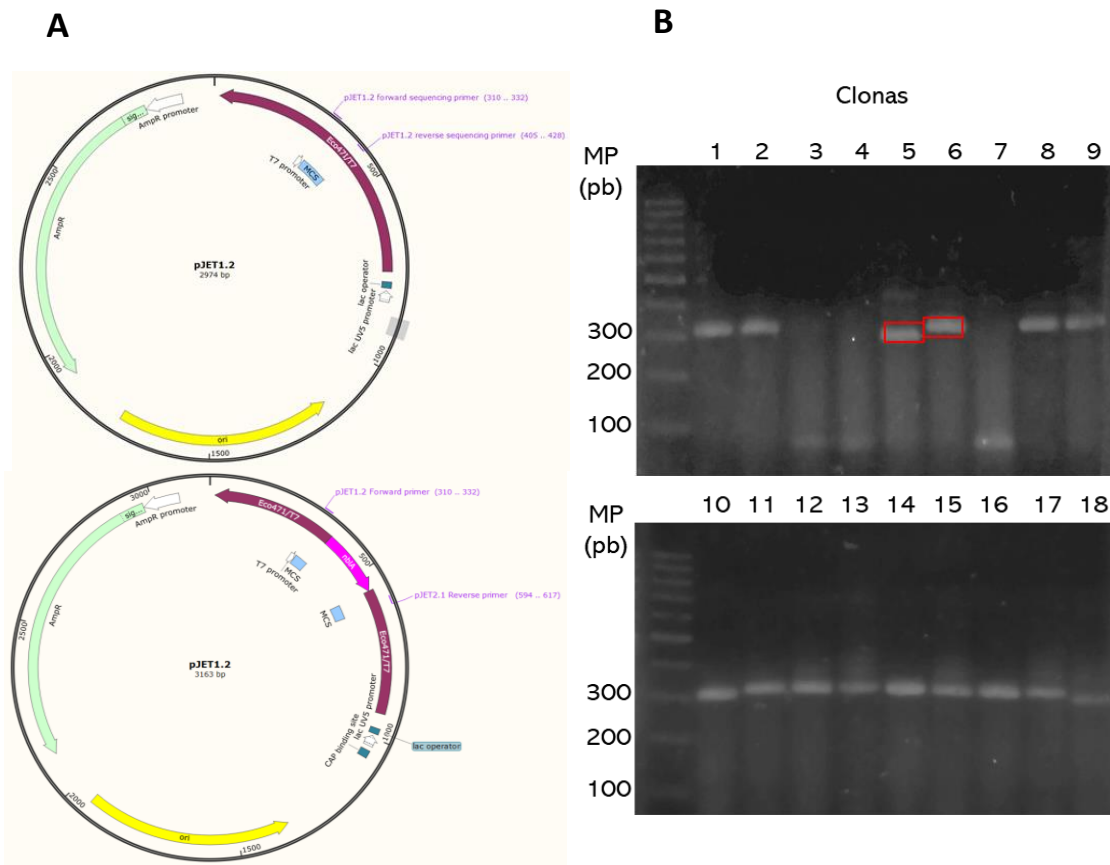 A
pJET1.2 forward sequencing primer (310 .. 332)
pJET1.2 reverse sequencing primer (405 .. 428)
sig...
AmpR promoter
Eco47I/T7
T7 promoter
MCS
500
2500
AmpR
pJET1.2
2974 bp
lac operator
lac UV5 promoter
1000
2000
ori
1500
3000
sig...
AmpR promoter
pJET1.2 Forward primer (310 .. 332)
Eco47I/T7
nblA
500
T7 promoter
MCS
pJET2.1 Reverse primer (594 .. 617)
MCS
AmpR
2500
Eco47I/T7
pJET1.2
3163 bp
lac UV5 promoter
CAP binding site
1000
lac operator
2000
ori
1500
B
Clonas
MP
(pb)
1 2 3 4 5 6 7 8 9
300
200
100
MP
(pb)
10 11 12 13 14 15 16 17 18
300
200
100